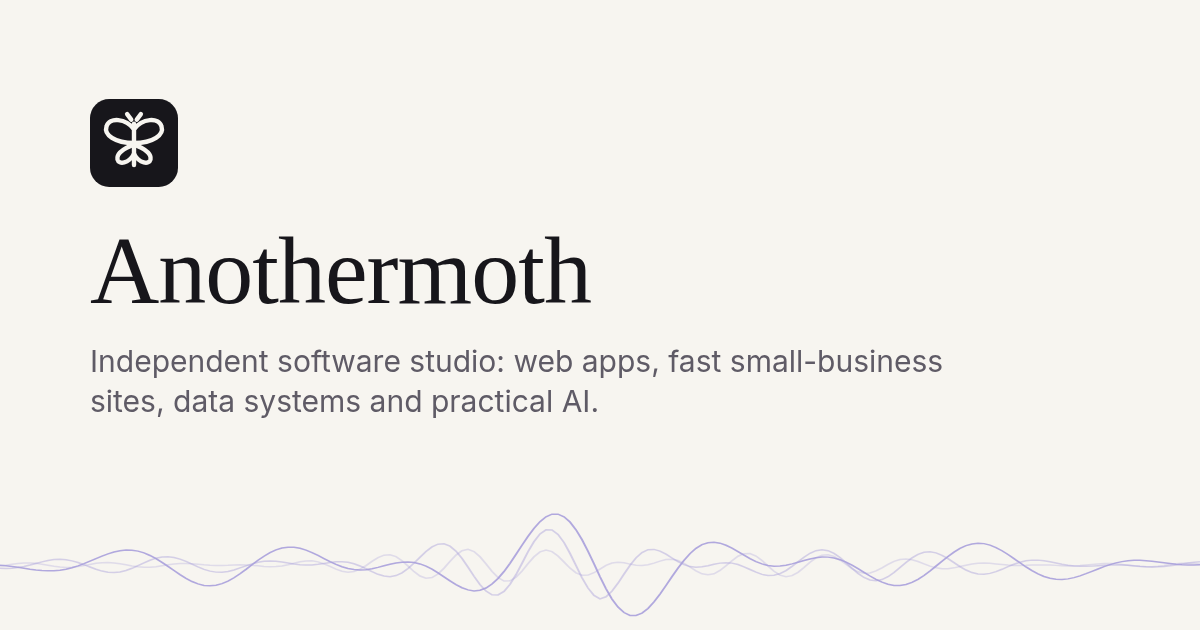 Anothermoth
Independent software studio: web apps, fast small-business
sites, data systems and practical AI.